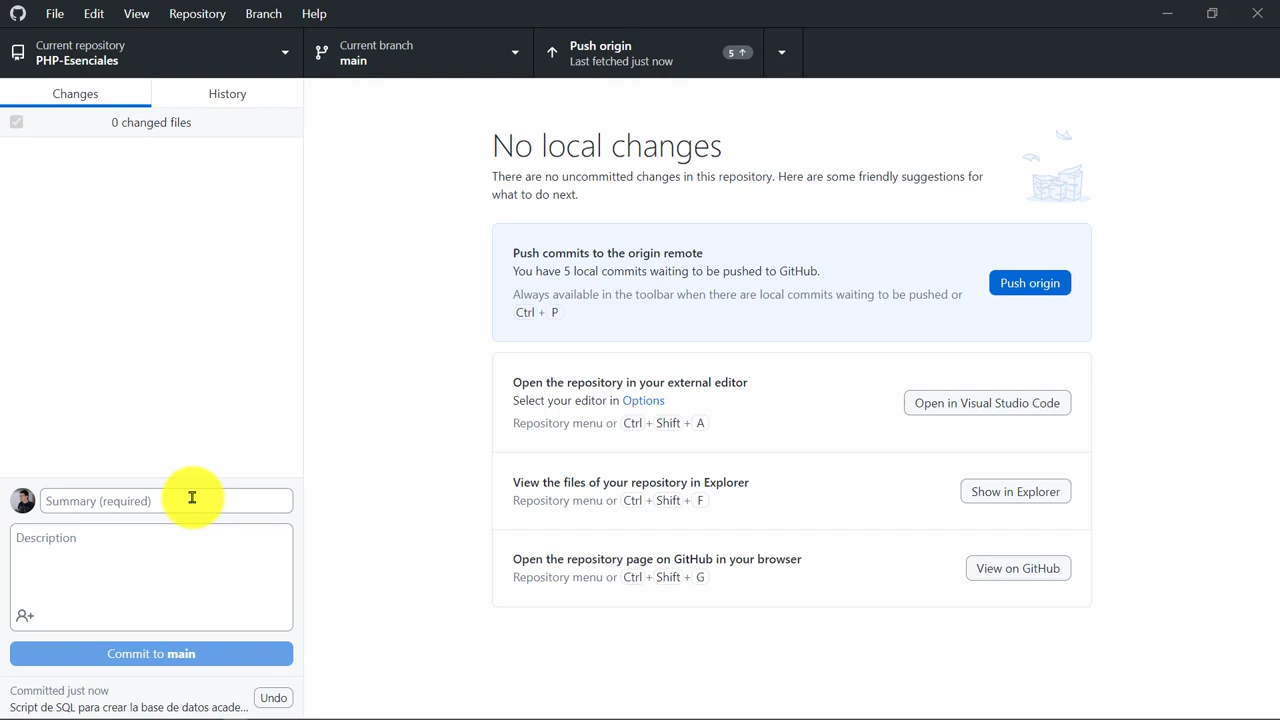 File Edit View Repository Branch Help
Current repository
PHP-Esenciales
Current branch
main
Push origin
Last fetched just now
5
Changes History
0 changed files
No local changes
There are no uncommitted changes in this repository. Here are some friendly suggestions for
what to do next.
Push commits to the origin remote
You have 5 local commits waiting to be pushed to GitHub.
Always available in the toolbar when there are local commits waiting to be pushed or
Ctrl + P
Push origin
Open the repository in your external editor
Select your editor in Options
Repository menu or Ctrl + Shift + A
Open in Visual Studio Code
View the files of your repository in Explorer
Repository menu or Ctrl + Shift + F
Show in Explorer
Open the repository page on GitHub in your browser
Repository menu or Ctrl + Shift + G
View on GitHub
Summary (required)
Description
Commit to main
Committed just now
Script de SQL para crear la base de datos acade...
Undo